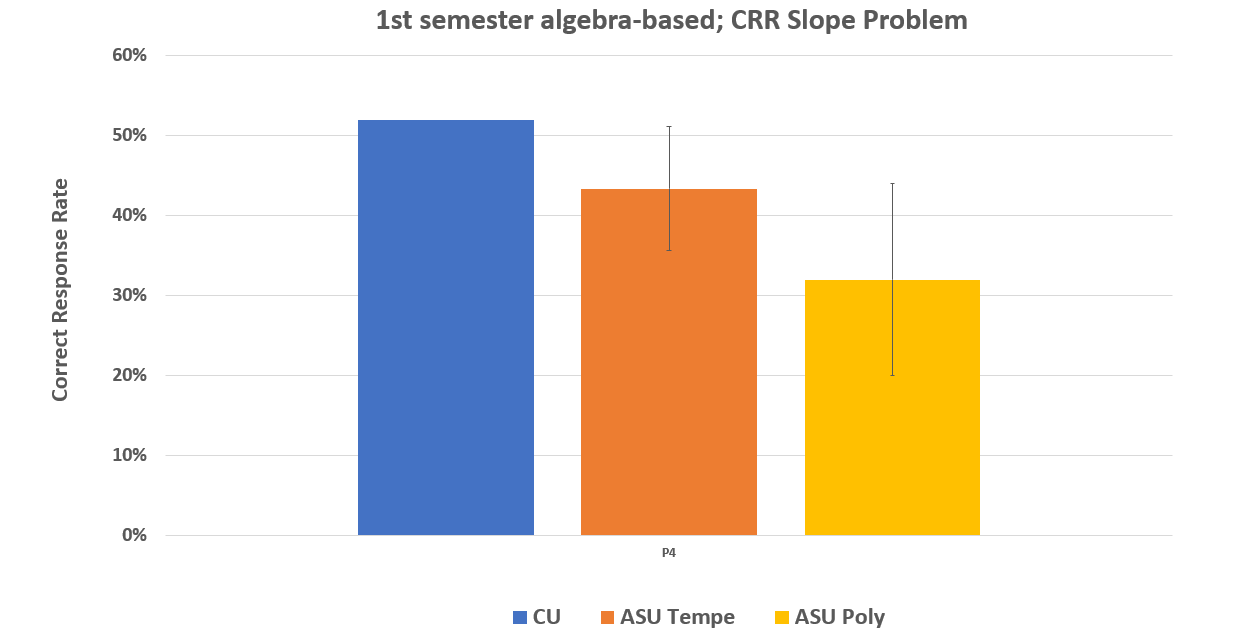 1st semester algebra-based; CRR Slope Problem
60%
50%
40%
30%
20%
10%
0%
Correct Response Rate
P4
CU ASU Tempe ASU Poly